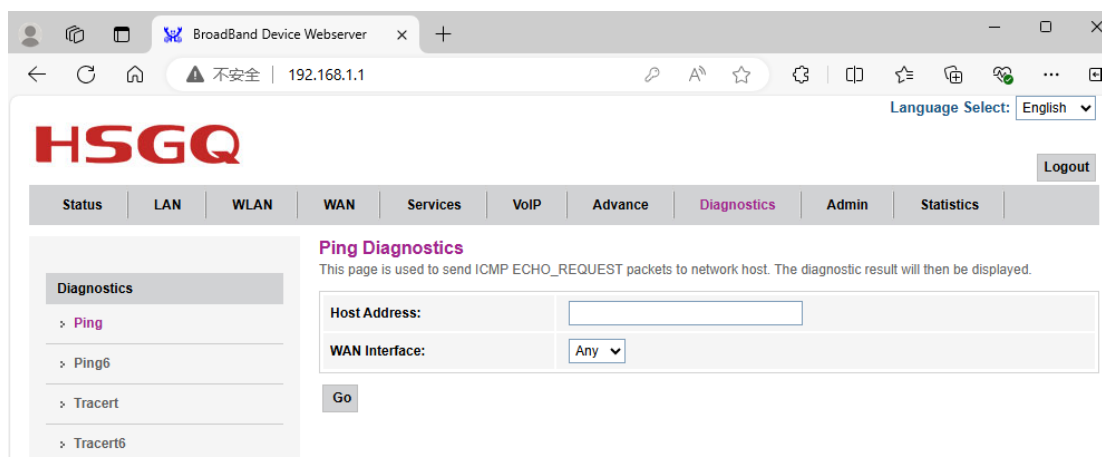 BroadBand Device Webserver
不安全 192.168.1.1
Language Select: English
HSGQ
Logout
Status LAN WLAN WAN Services VoIP Advance Diagnostics Admin Statistics
Ping Diagnostics
This page is used to send ICMP ECHO_REQUEST packets to network host. The diagnostic result will then be displayed.
Diagnostics
Ping
Ping6
Tracert
Tracert6
Host Address:
WAN Interface: Any
Go